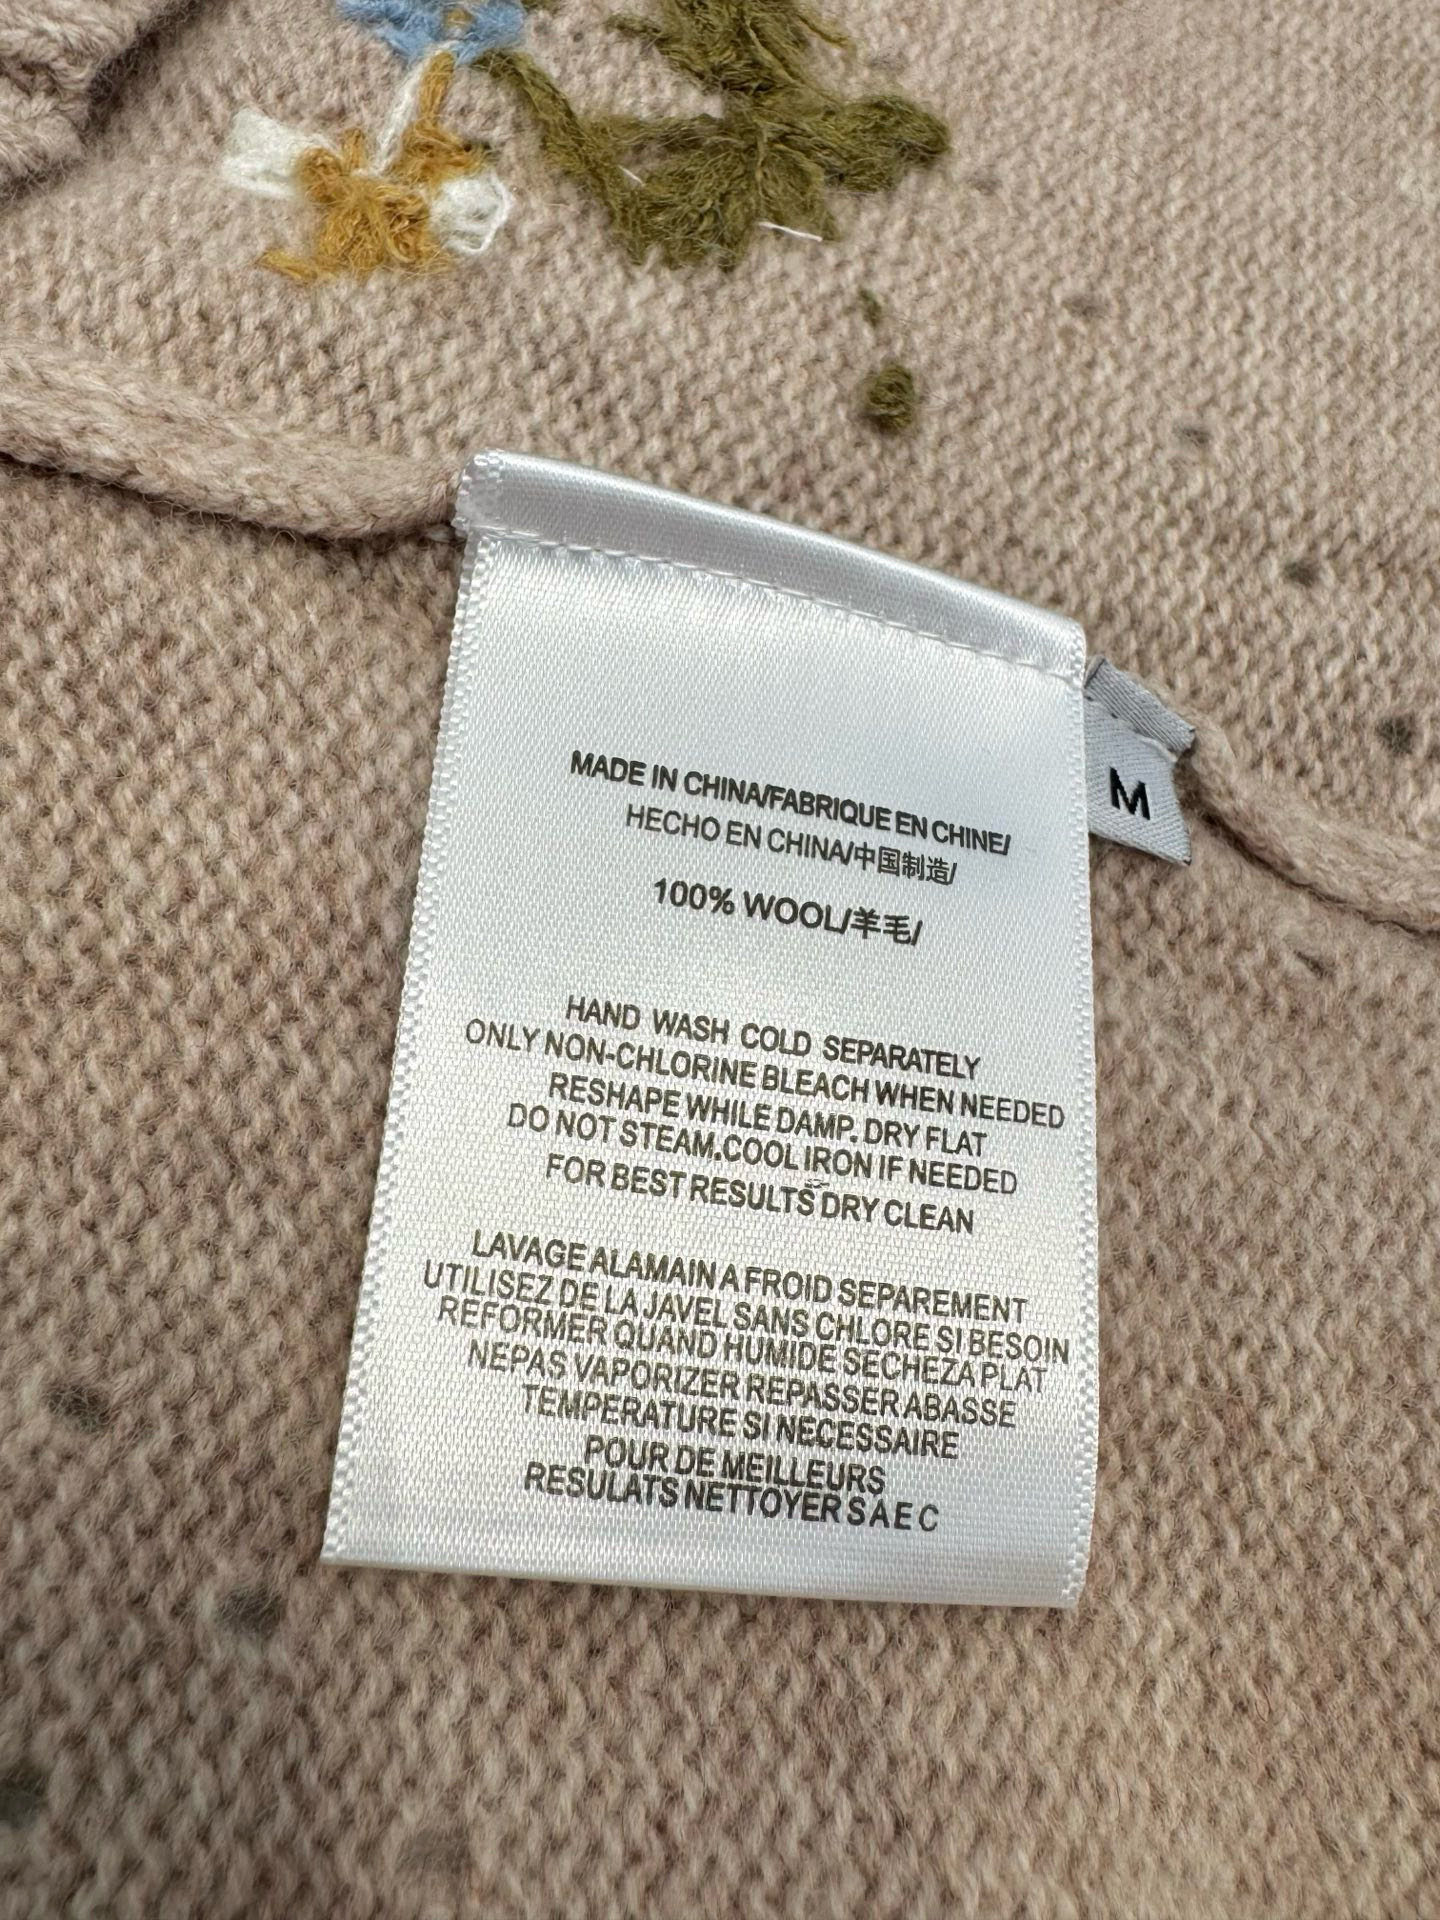 MADE IN CHINA/FABRIQUE EN CHINE/
HECHO EN CHINA/中国制造/
100% WOOL/羊毛/
M
HAND WASH COLD SEPARATELY
ONLY NON-CHLORINE BLEACH WHEN NEEDED
RESHAPE WHILE DAMP. DRY FLAT
DO NOT STEAM.COOL IRON IF NEEDED
FOR BEST RESULTS DRY CLEAN
LAVAGE ALAMAIN A FROID SEPAREMENT
UTILISEZ DE LA JAVEL SANS CHLORE SI BESOIN
REFORMER QUAND HUMIDE SECHEZA PLAT
NEPAS VAPORIZER REPASSER ABASSE
TEMPERATURE SI NECESSAIRE
POUR DE MEILLEURS
RESULATS NETTOYER S A E C